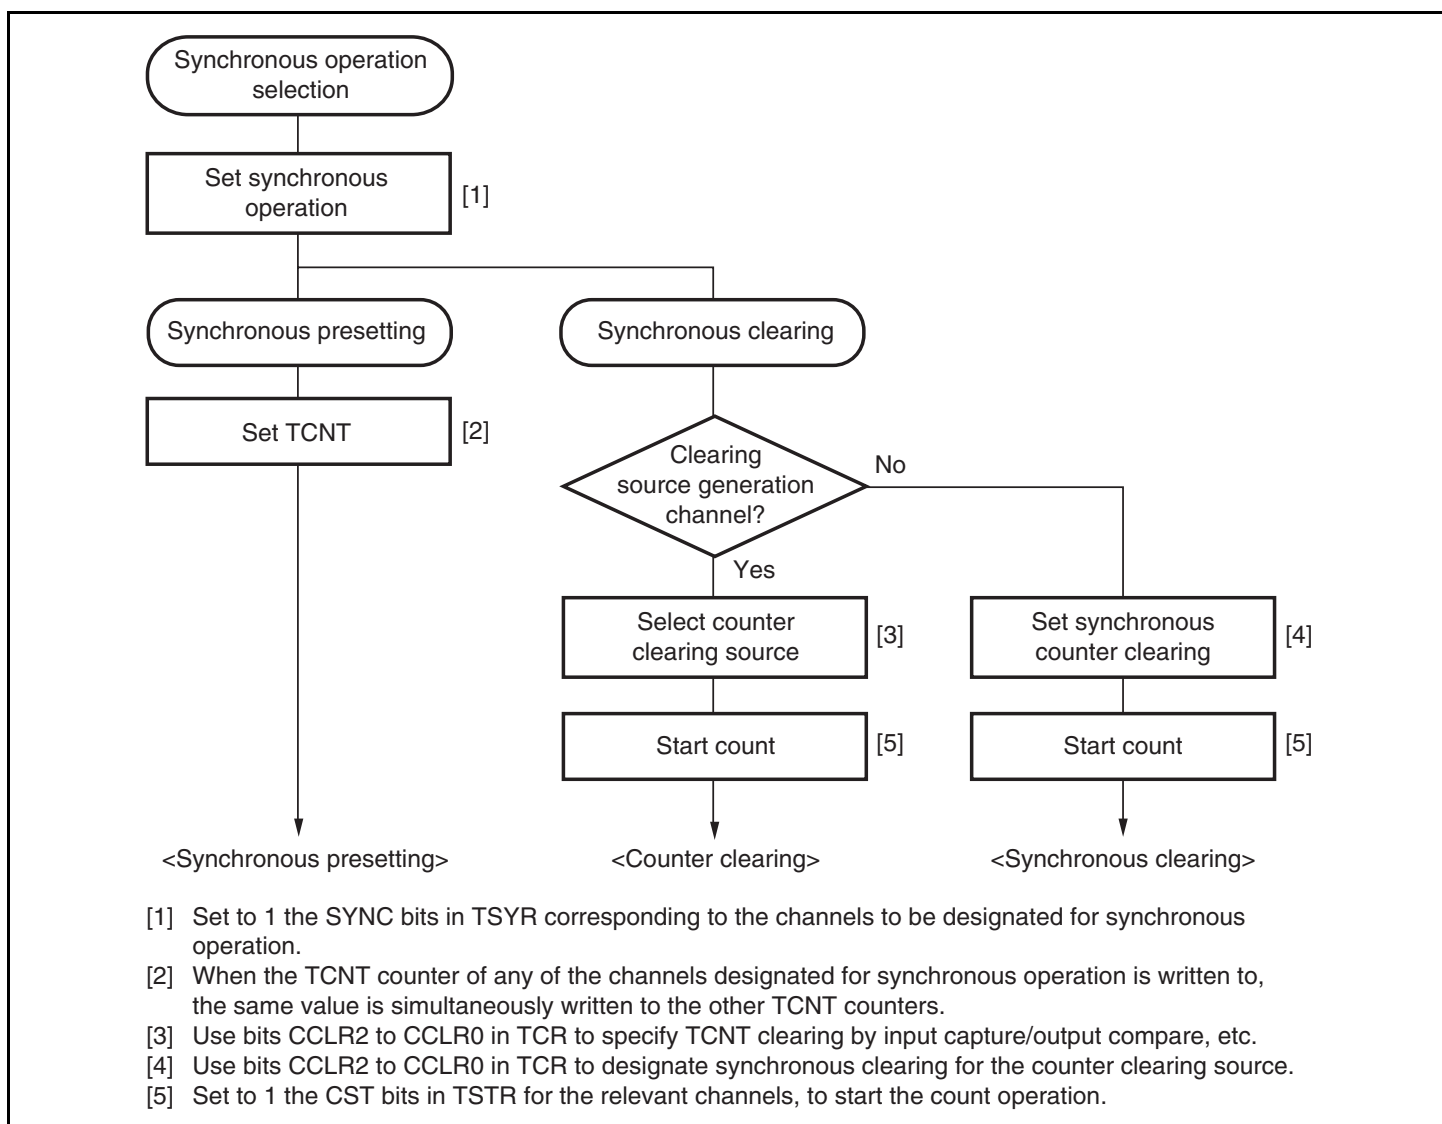 Synchronous operation
selection
Set synchronous
operation
[1]
Synchronous presetting
Synchronous clearing
Set TCNT
[2]
Clearing
source generation
channel?
No
Yes
Select counter
clearing source
[3]
Set synchronous
counter clearing
[4]
Start count
[5]
Start count
[5]
<Synchronous presetting>
<Counter clearing>
<Synchronous clearing>
[1] Set to 1 the SYNC bits in TSYR corresponding to the channels to be designated for synchronous
operation.
[2] When the TCNT counter of any of the channels designated for synchronous operation is written to,
the same value is simultaneously written to the other TCNT counters.
[3] Use bits CCLR2 to CCLR0 in TCR to specify TCNT clearing by input capture/output compare, etc.
[4] Use bits CCLR2 to CCLR0 in TCR to designate synchronous clearing for the counter clearing source.
[5] Set to 1 the CST bits in TSTR for the relevant channels, to start the count operation.